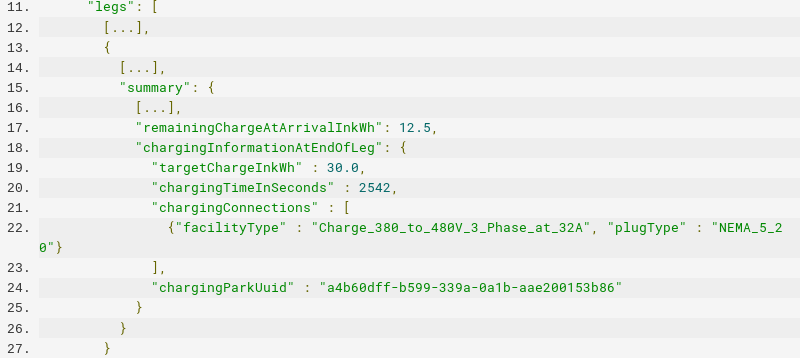 11. "legs": [
12. [...],
13. {
14. [...],
15. "summary": {
16. [...],
17. "remainingChargeAtArrivalInkWh": 12.5,
18. "chargingInformationAtEndOfLeg": {
19. "targetChargeInkWh" : 30.0,
20. "chargingTimeInSeconds" : 2542,
21. "chargingConnections" : [
22. {"facilityType" : "Charge_380_to_480V_3_Phase_at_32A", "plugType" : "NEMA_5_2
0"}
23. ],
24. "chargingParkUuid" : "a4b60dff-b599-339a-0a1b-aae200153b86"
25. }
26. }
27. }